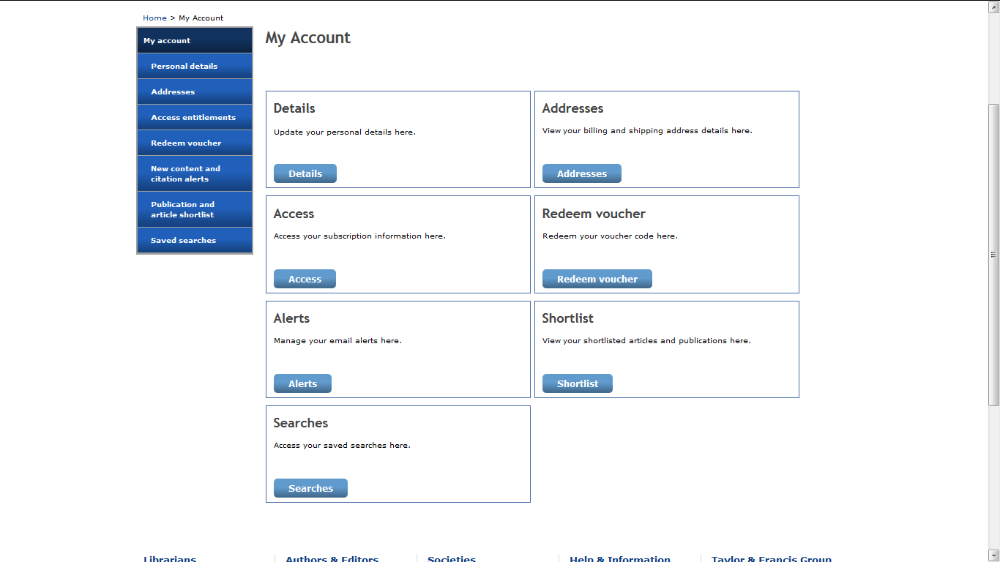 Home > My Account
My account
Personal details
Addresses
Access entitlements
Redeem voucher
New content and
citation alerts
Publication and
article shortlist
Saved searches
My Account
Details
Update your personal details here.
Details
Addresses
View your billing and shipping address details here.
Addresses
Access
Access your subscription information here.
Access
Redeem voucher
Redeem your voucher code here.
Redeem voucher
Alerts
Manage your email alerts here.
Alerts
Shortlist
View your shortlisted articles and publications here.
Shortlist
Searches
Access your saved searches here.
Searches
Librarians
Authors & Editors
Societies
Help & Information
Taylor & Francis Group